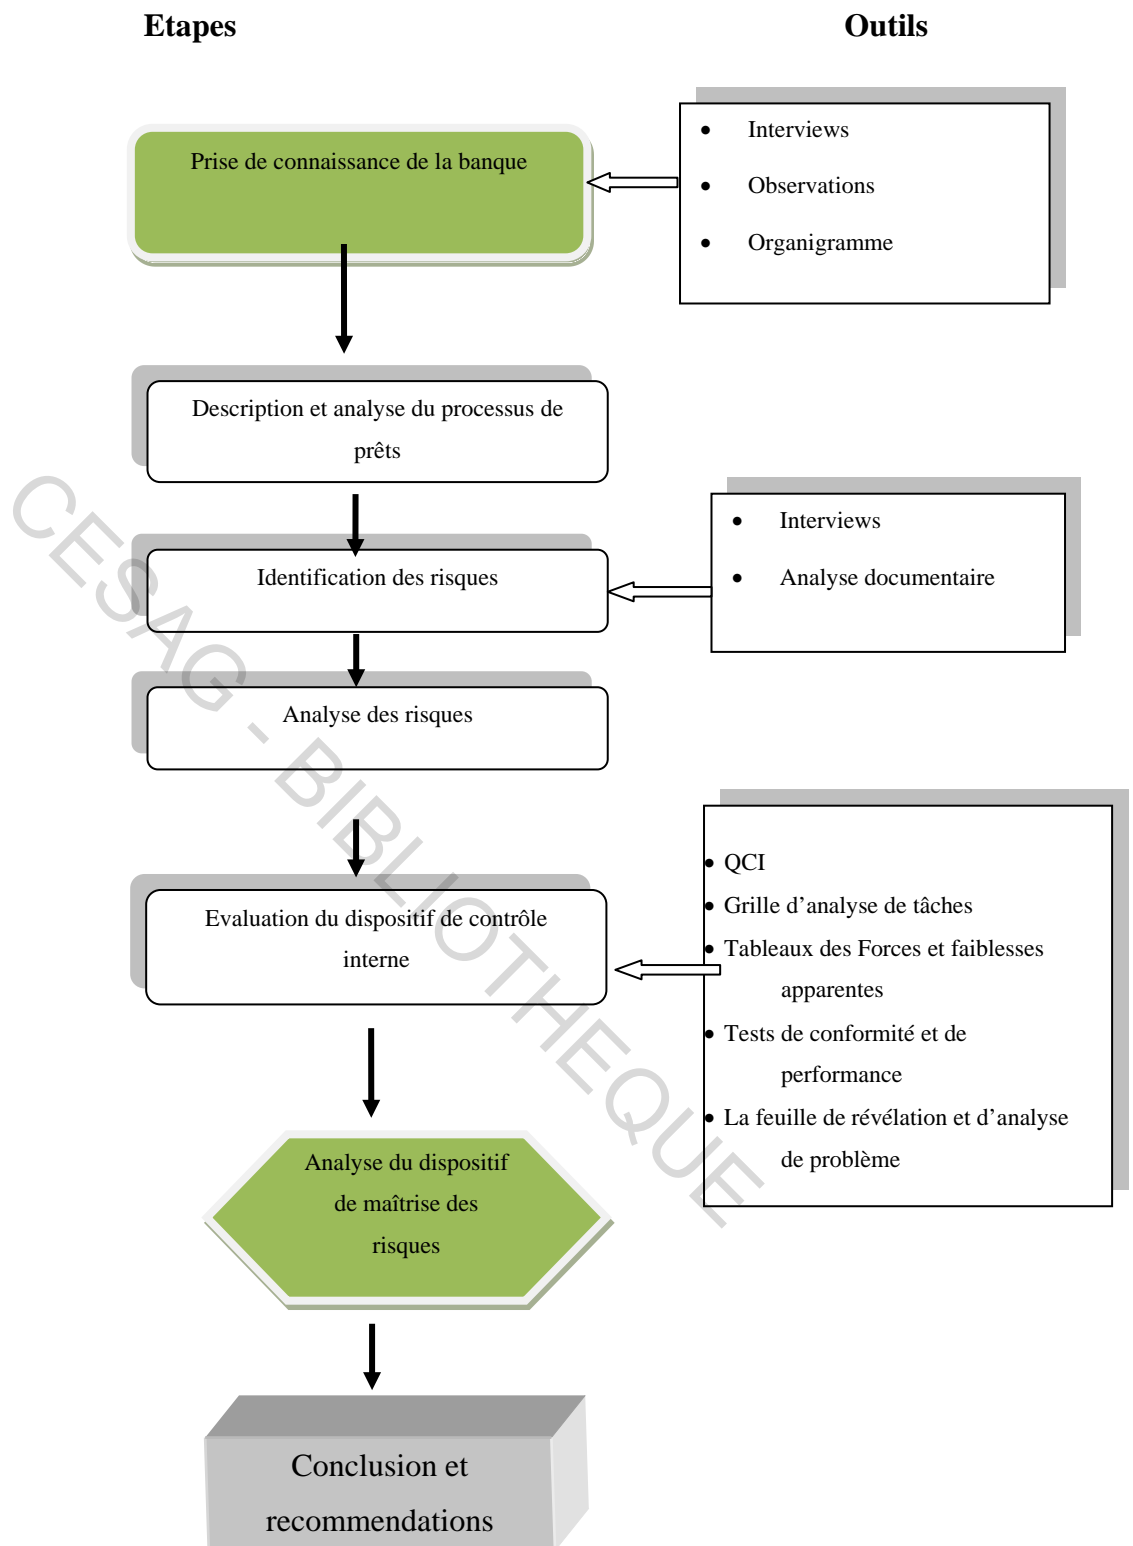 Etapes
Outils
Prise de connaissance de la banque
• Interviews
• Observations
• Organigramme
Description et analyse du processus de
prêts
Identification des risques
• Interviews
• Analyse documentaire
Analyse des risques
Evaluation du dispositif de contrôle
interne
• QCI
• Grille d’analyse de tâches
• Tableaux des Forces et faiblesses
apparentes
• Tests de conformité et de
performance
• La feuille de révélation et d’analyse
de problème
Analyse du dispositif
de maîtrise des
risques
Conclusion et
recommendations
CESAG - BIBLIOTHEQUE